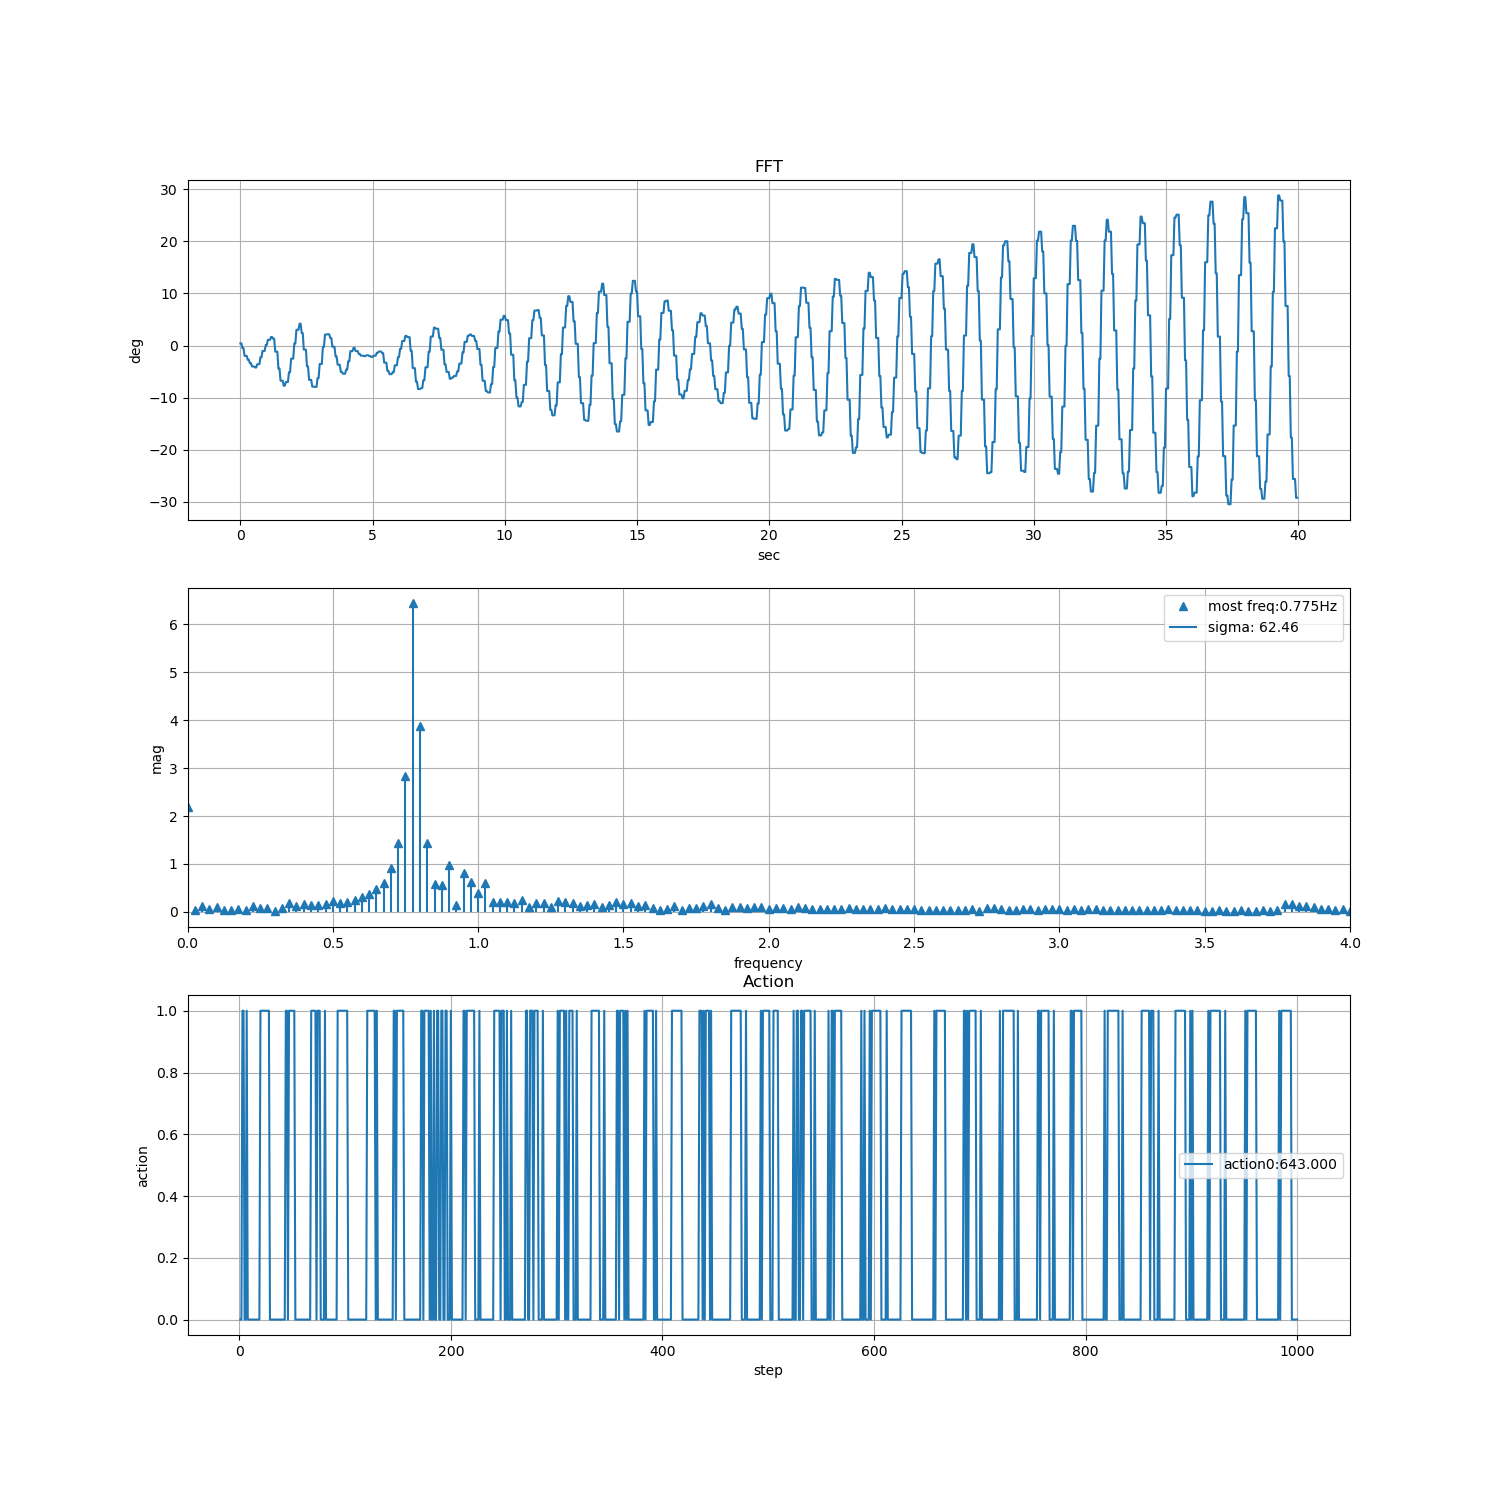 FFT
30
20
10
0
−10
−20
−30
deg
0 5 10 15 20 25 30 35 40
sec
6
5
4
3
2
1
0
mag
most freq:0.775Hz
sigma: 62.46
0.0 0.5 1.0 1.5 2.0 2.5 3.0 3.5 4.0
frequency
Action
1.0
0.8
0.6
0.4
0.2
0.0
action
action0:643.000
0 200 400 600 800 1000
step